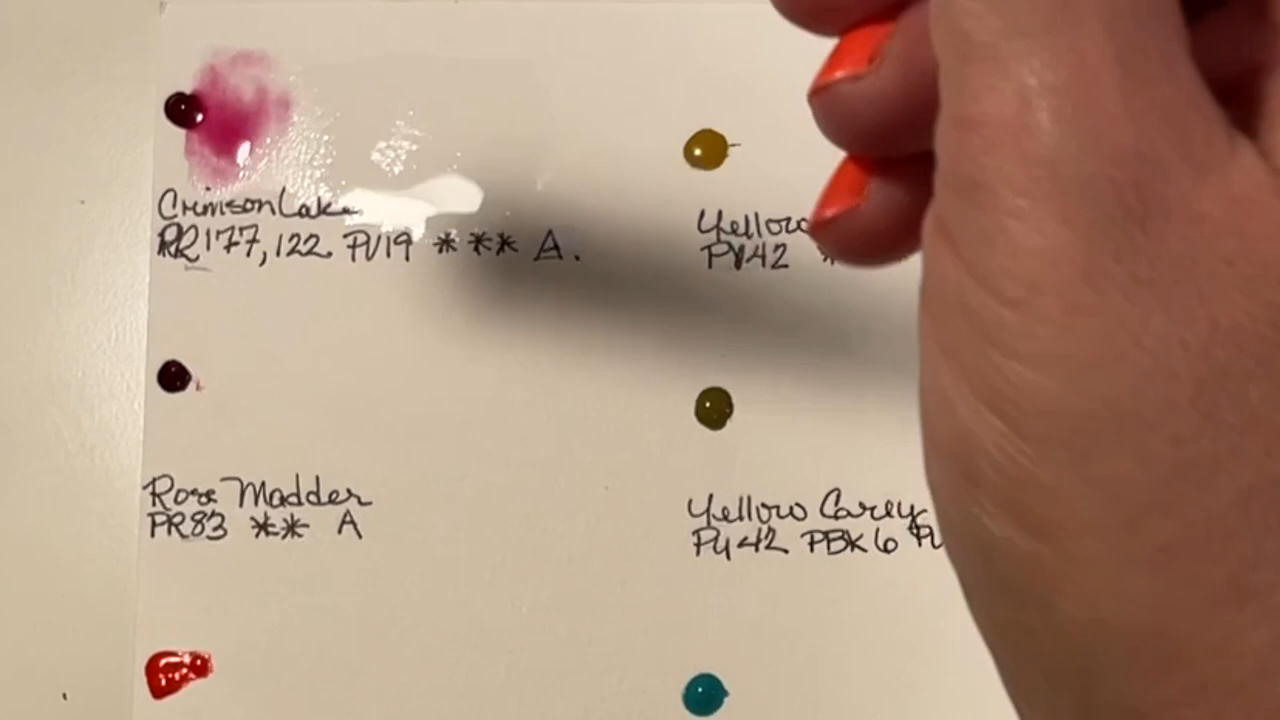 Crimson Lake
PR177, 122 PV19 *** A.
Yellow
PY42 *
Rose Madder
PR83 ** A
Yellow Carey
PY42 PBK6